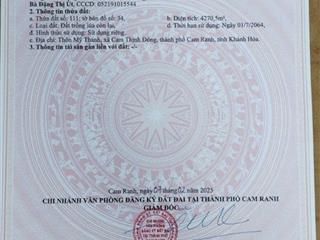 Bà Đặng Thị Út, CCCD: 052191015544
2. Thông tin thửa đất:
a. Thửa đất số: 111; tờ bản đồ số: 34, b. Diện tích: 4270,5m²,
c. Loại đất: Đất trồng lúa còn lại, d. Thời hạn sử dụng: Ngày 01/7/2064,
đ. Hình thức sử dụng: Sử dụng riêng,
e. Địa chỉ: Thôn Mỹ Thanh, xã Cam Thịnh Đông, thành phố Cam Ranh, tỉnh Khánh Hòa.
3. Thông tin tài sản gắn liền với đất: -/-
Cam Ranh, ngày 07 tháng 02 năm 2025
CHI NHÁNH VĂN PHÒNG ĐĂNG KÝ ĐẤT ĐAI TẠI THÀNH PHỐ CAM RANH
GIÁM ĐỐC